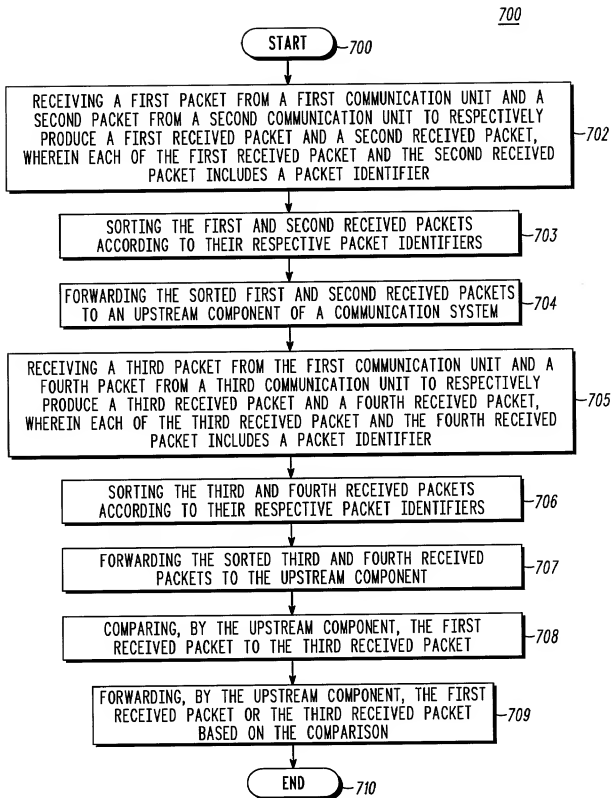 700
START
700
RECEIVING A FIRST PACKET FROM A FIRST COMMUNICATION UNIT AND A
SECOND PACKET FROM A SECOND COMMUNICATION UNIT TO RESPECTIVELY
PRODUCE A FIRST RECEIVED PACKET AND A SECOND RECEIVED PACKET,
WHEREIN EACH OF THE FIRST RECEIVED PACKET AND THE SECOND RECEIVED
PACKET INCLUDES A PACKET IDENTIFIER
702
SORTING THE FIRST AND SECOND RECEIVED PACKETS
ACCORDING TO THEIR RESPECTIVE PACKET IDENTIFIERS
703
FORWARDING THE SORTED FIRST AND SECOND RECEIVED PACKETS
TO AN UPSTREAM COMPONENT OF A COMMUNICATION SYSTEM
704
RECEIVING A THIRD PACKET FROM THE FIRST COMMUNICATION UNIT AND A
FOURTH PACKET FROM A THIRD COMMUNICATION UNIT TO RESPECTIVELY
PRODUCE A THIRD RECEIVED PACKET AND A FOURTH RECEIVED PACKET,
WHEREIN EACH OF THE THIRD RECEIVED PACKET AND THE FOURTH RECEIVED
PACKET INCLUDES A PACKET IDENTIFIER
705
SORTING THE THIRD AND FOURTH RECEIVED PACKETS
ACCORDING TO THEIR RESPECTIVE PACKET IDENTIFIERS
706
FORWARDING THE SORTED THIRD AND FOURTH RECEIVED
PACKETS TO THE UPSTREAM COMPONENT
707
COMPARING, BY THE UPSTREAM COMPONENT, THE FIRST
RECEIVED PACKET TO THE THIRD RECEIVED PACKET
708
FORWARDING, BY THE UPSTREAM COMPONENT, THE FIRST
RECEIVED PACKET OR THE THIRD RECEIVED PACKET
BASED ON THE COMPARISON
709
END
710